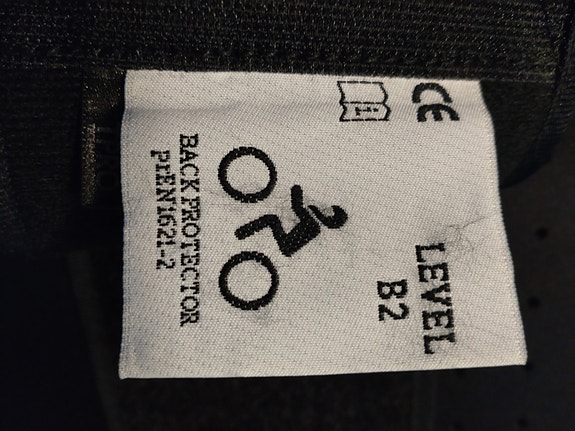 CE
LEVEL
B2
BACK PROTECTOR
PrEN1621-2